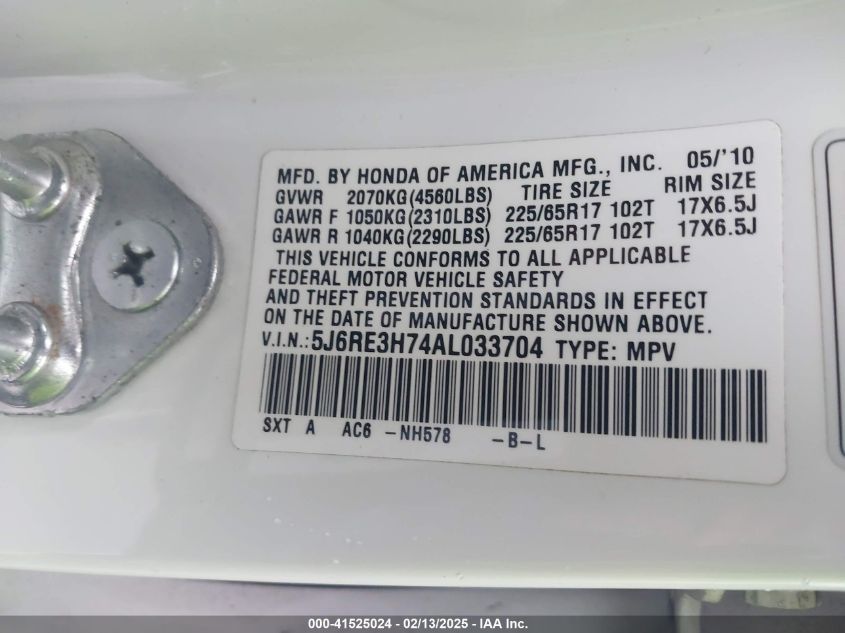 MFD. BY HONDA OF AMERICA MFG., INC. 05/'10
GVWR 2070KG(4560LBS) TIRE SIZE RIM SIZE
GAWR F 1050KG(2310LBS) 225/65R17 102T 17X6.5J
GAWR R 1040KG(2290LBS) 225/65R17 102T 17X6.5J
THIS VEHICLE CONFORMS TO ALL APPLICABLE
FEDERAL MOTOR VEHICLE SAFETY
AND THEFT PREVENTION STANDARDS IN EFFECT
ON THE DATE OF MANUFACTURE SHOWN ABOVE.
V.I.N.:5J6RE3H74AL033704 TYPE: MPV
SXT A AC6 -NH578 -B-L
000-41525024 - 02/13/2025 - IAA Inc.